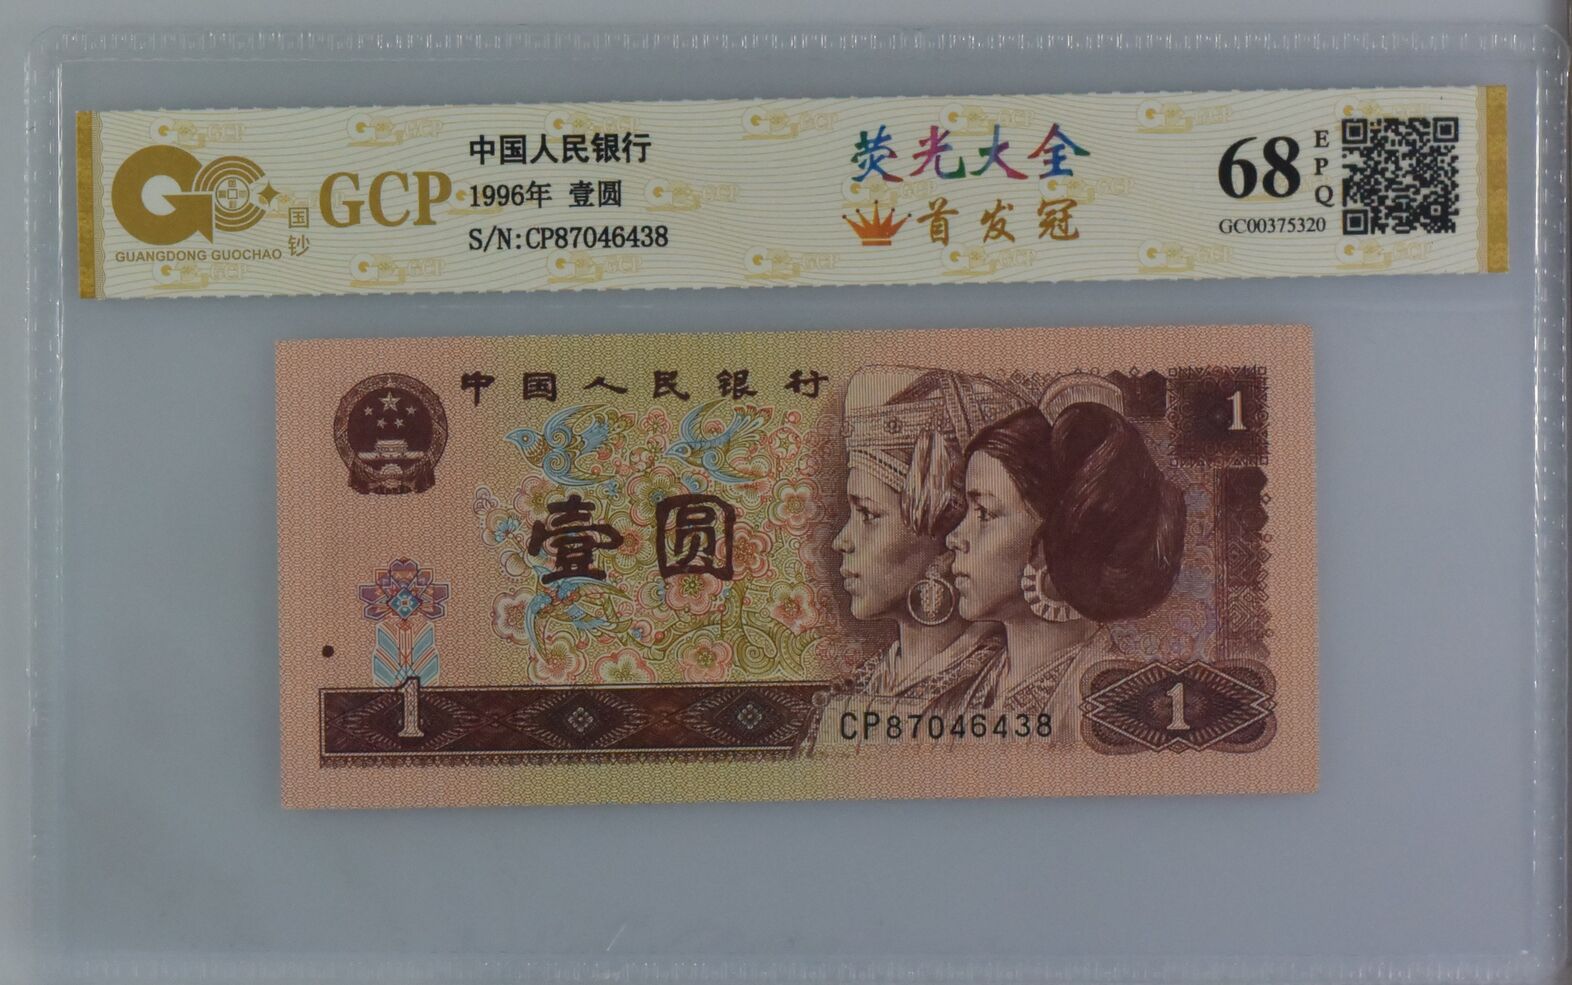 GCP
国钞
GUANGDONG GUOCHAO
中国人民银行
1996年 壹圆
S/N:CP87046438
荧光大全
首发冠
68
EPQ
GC00375320
中国人民银行
1
壹圆
1
CP87046438
1